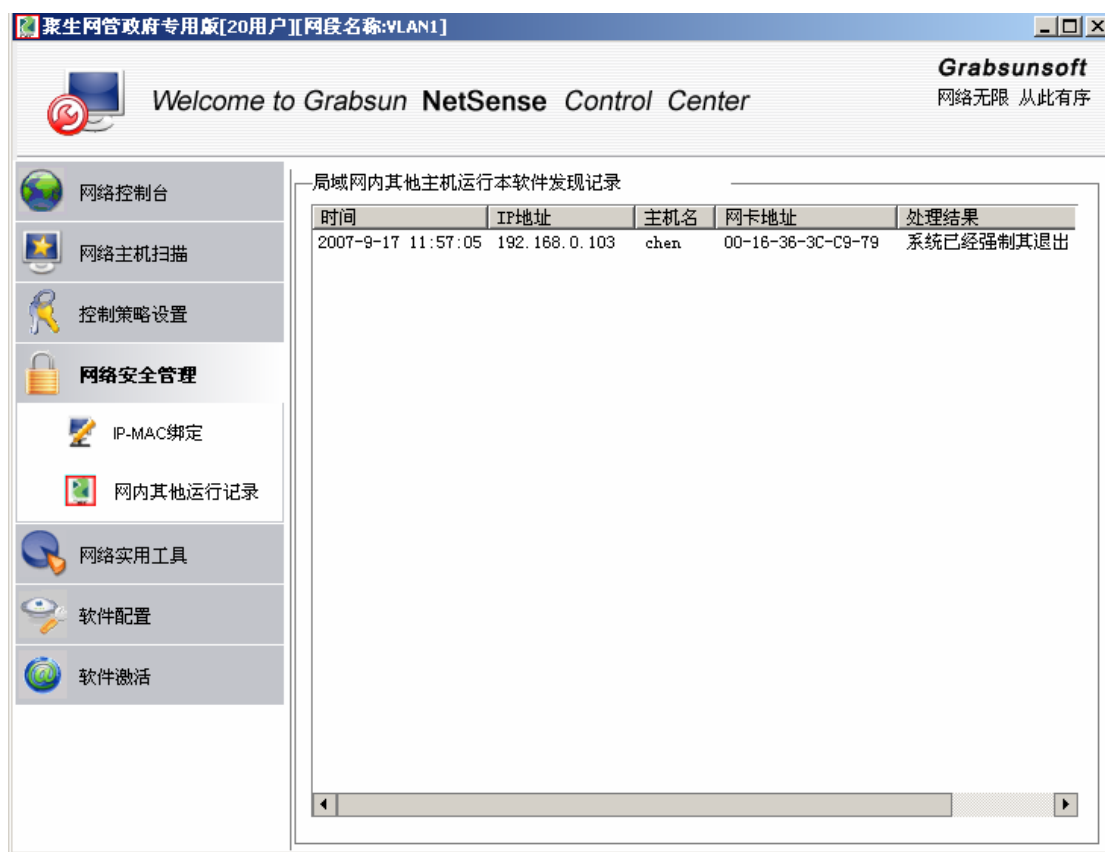 聚生网管政府专用版[20用户][网段名称:VLAN1]
Welcome to Grabsun NetSense Control Center
Grabsunsoft
网络无限 从此有序
网络控制台
网络主机扫描
控制策略设置
网络安全管理
IP-MAC绑定
网内其他运行记录
网络实用工具
软件配置
软件激活
局域网内其他主机运行本软件发现记录
时间 IP地址 主机名 网卡地址 处理结果
2007-9-17 11:57:05 192.168.0.103 chen 00-16-36-3C-C9-79 系统已经强制其退出